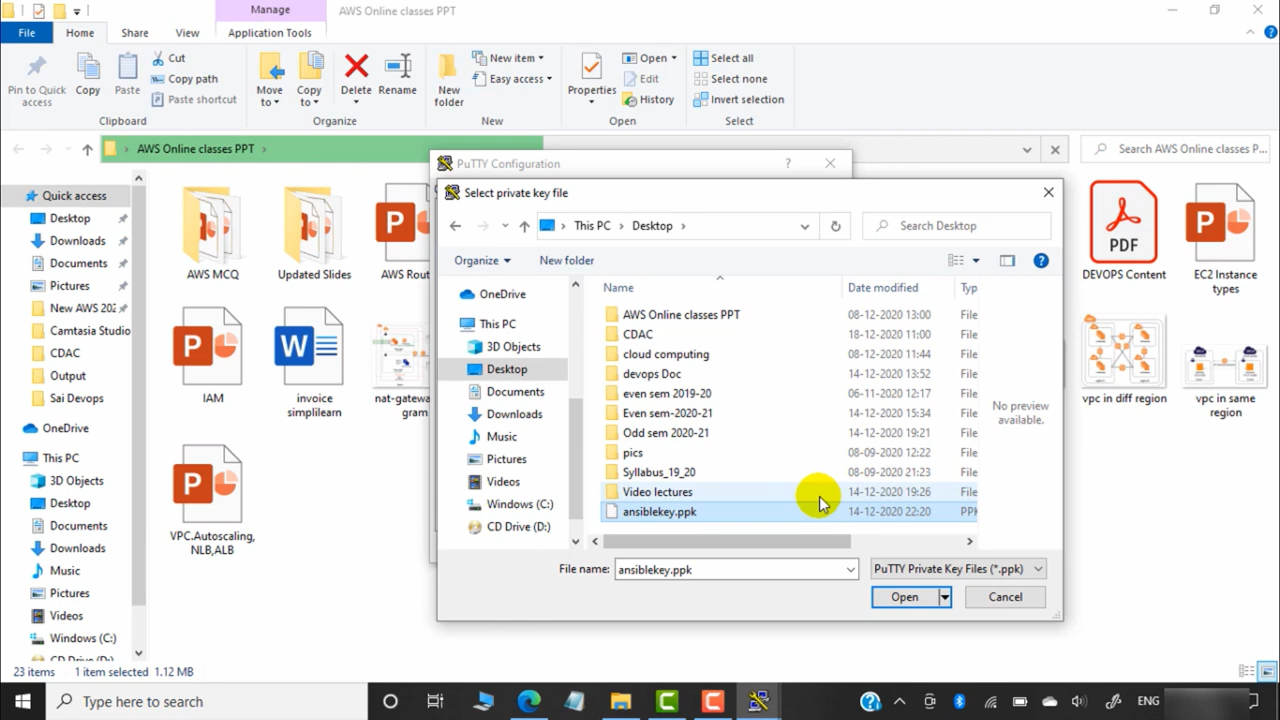 Manage
AWS Online classes PPT
File
Home
Share
View
Application Tools
Pin to Quick access
Copy
Paste
Cut
Copy path
Paste shortcut
Clipboard
Move to
Copy to
Delete
Rename
Organize
New folder
New item
Easy access
New
Properties
Open
Edit
History
Open
Select all
Select none
Invert selection
Select
AWS Online classes PPT
Search AWS Online classes P...
Quick access
Desktop
Downloads
Documents
Pictures
New AWS 202
Camtasia Studio
CDAC
Output
Sai Devops
OneDrive
This PC
3D Objects
Desktop
Documents
Downloads
Music
Pictures
Videos
Windows (C:)
CD Drive (D:)
AWS MCQ
Updated Slides
AWS Rout
IAM
invoice
simplilearn
nat-gatewa
gram
VPC.Autoscaling,
NLB,ALB
PDF
DEVOPS Content
EC2 Instance
types
vpc in diff region
vpc in same
region
PuTTY Configuration
?
Select private key file
This PC
Desktop
Search Desktop
Organize
New folder
OneDrive
This PC
3D Objects
Desktop
Documents
Downloads
Music
Pictures
Videos
Windows (C:)
CD Drive (D:)
Name Date modified Typ
AWS Online classes PPT 08-12-2020 13:00 File
CDAC 18-12-2020 11:00 File
cloud computing 08-12-2020 11:44 File
devops Doc 14-12-2020 13:52 File
even sem 2019-20 06-11-2020 12:17 File
Even sem-2020-21 14-12-2020 15:34 File
Odd sem 2020-21 14-12-2020 19:21 File
pics 08-09-2020 12:22 File
Syllabus_19_20 08-09-2020 21:23 File
Video lectures 14-12-2020 19:26 File
ansiblekey.ppk 14-12-2020 22:20 PPK
No preview
available.
File name: ansiblekey.ppk
PuTTY Private Key Files (*.ppk)
Open
Cancel
23 items 1 item selected 1.12 MB
Type here to search
ENG